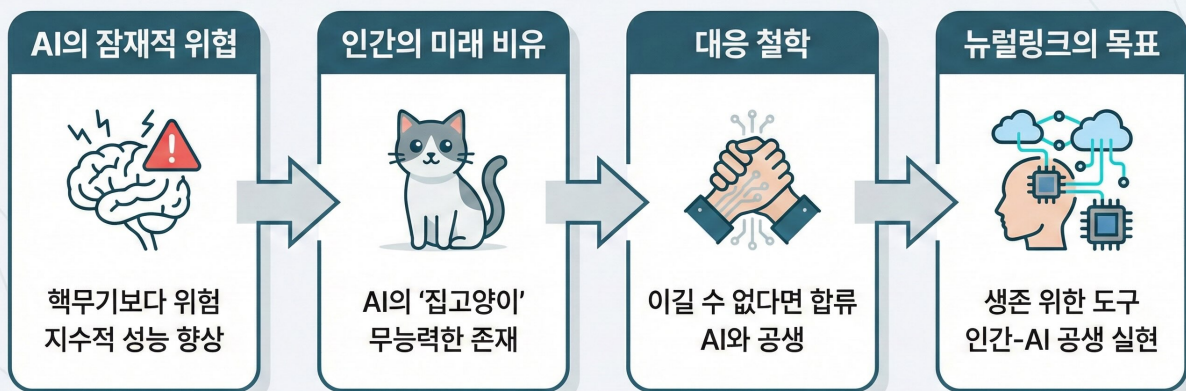 AI의 잠재적 위협
핵무기보다 위험
지수적 성능 향상
인간의 미래 비유
AI의 '집고양이'
무능력한 존재
대응 철학
이길 수 없다면 합류
AI와 공생
뉴럴링크의 목표
생존 위한 도구
인간-AI 공생 실현